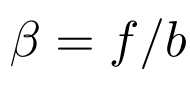 β = f/b